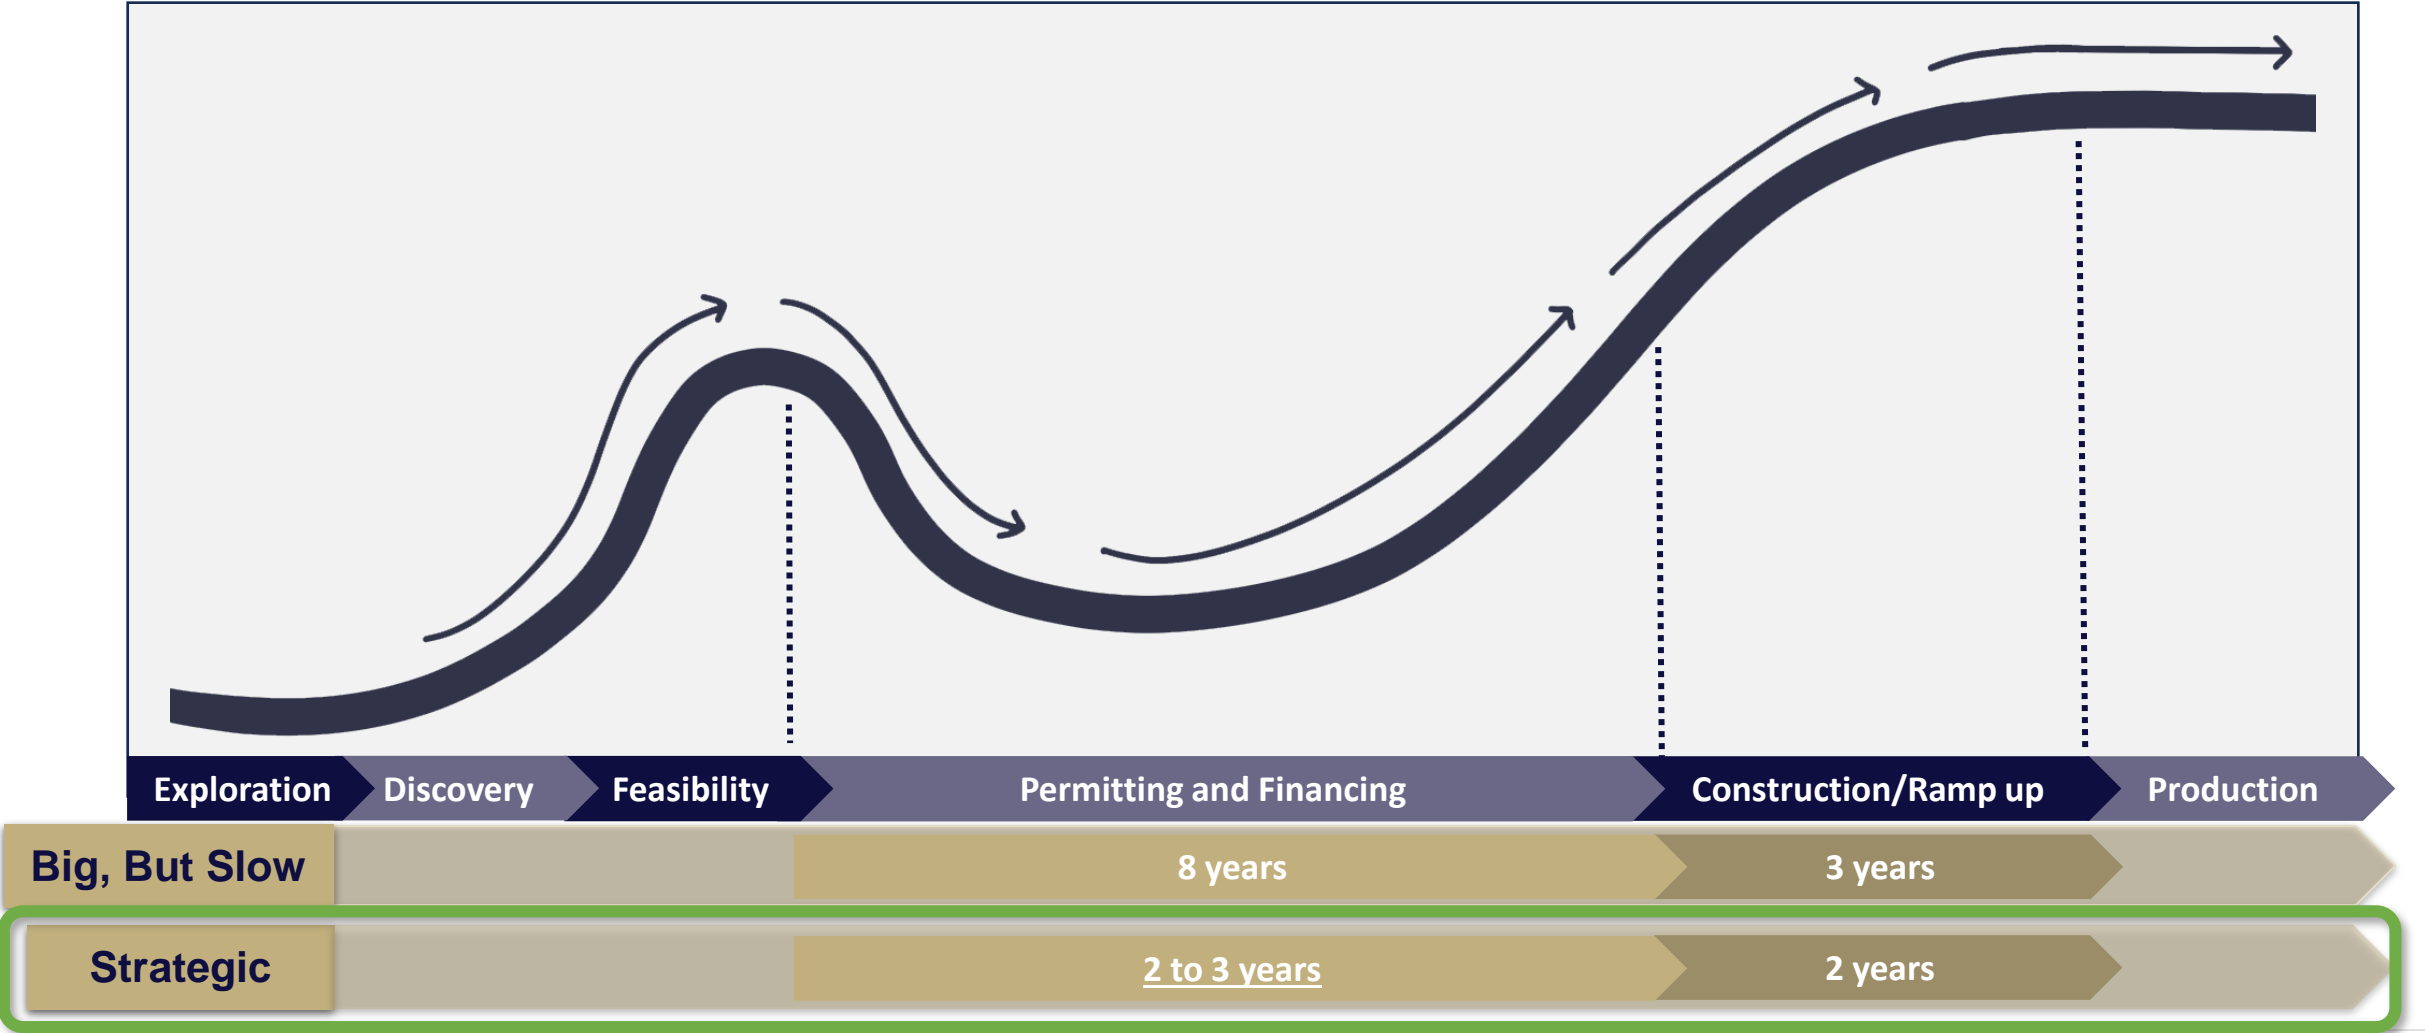 Exploration
Discovery
Feasibility
Permitting and Financing
Construction/Ramp up
Production
Big, But Slow
8 years
3 years
Strategic
2 to 3 years
2 years